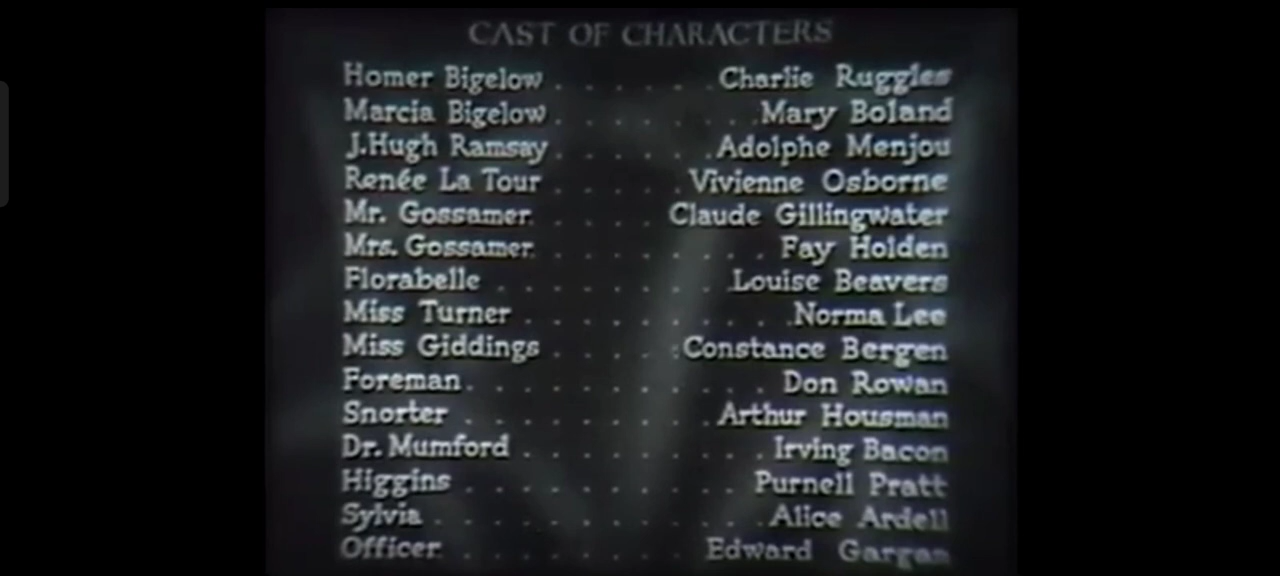 CAST OF CHARACTERS
Homer Bigelow . . . . . . Charlie Ruggles
Marcia Bigelow . . . . . . . Mary Boland
J.Hugh Ramsay . . . . . . Adolphe Menjou
Renée La Tour . . . . . Vivienne Osborne
Mr. Gossamer . . . . . Claude Gillingwater
Mrs. Gossamer . . . . . . . . Fay Holden
Florabelle . . . . . . . . . Louise Beavers
Miss Turner . . . . . . . . . . Norma Lee
Miss Giddings . . . . . Constance Bergen
Foreman . . . . . . . . . . . Don Rowan
Snorter . . . . . . . . . Arthur Housman
Dr. Mumford . . . . . . . . . Irving Bacon
Higgins . . . . . . . . . . Purnell Pratt
Sylvia . . . . . . . . . . . . Alice Ardell
Officer . . . . . . . . . Edward Gargan